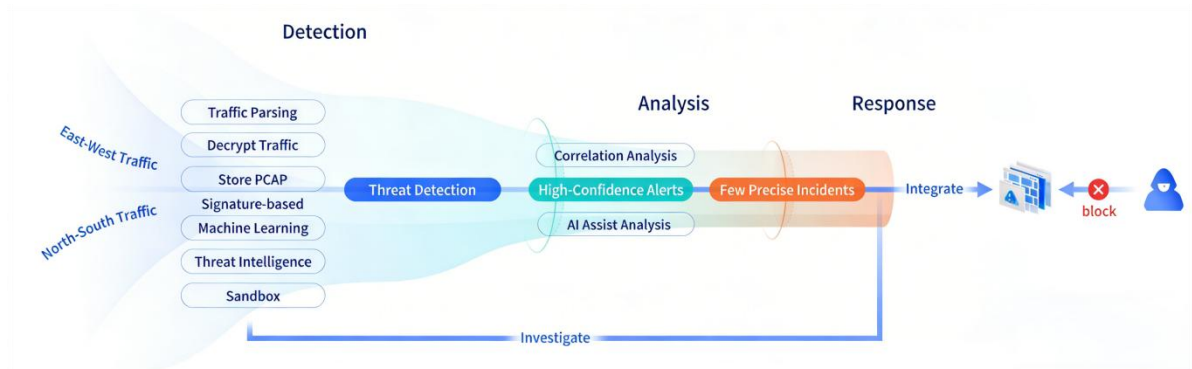 Detection
Analysis
Response
East-West Traffic
North-South Traffic
Traffic Parsing
Decrypt Traffic
Store PCAP
Signature-based
Machine Learning
Threat Intelligence
Sandbox
Threat Detection
Correlation Analysis
High-Confidence Alerts
AI Assist Analysis
Few Precise Incidents
Integrate
block
Investigate